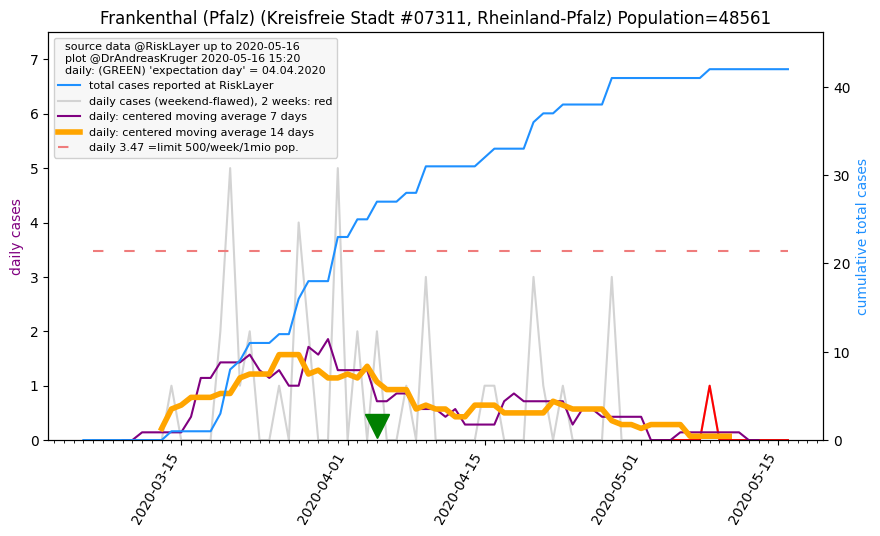 Frankenthal (Pfalz) (Kreisfreie Stadt #07311, Rheinland-Pfalz) Population=48561
source data @RiskLayer up to 2020-05-16
plot @DrAndreasKruger 2020-05-16 15:20
daily: (GREEN) 'expectation day' = 04.04.2020
total cases reported at RiskLayer
daily cases (weekend-flawed), 2 weeks: red
daily: centered moving average 7 days
daily: centered moving average 14 days
daily 3.47 =limit 500/week/1mio pop.
daily cases
7
6
5
4
3
2
1
0
cumulative total cases
40
30
20
10
0
2020-03-15
2020-04-01
2020-04-15
2020-05-01
2020-05-15